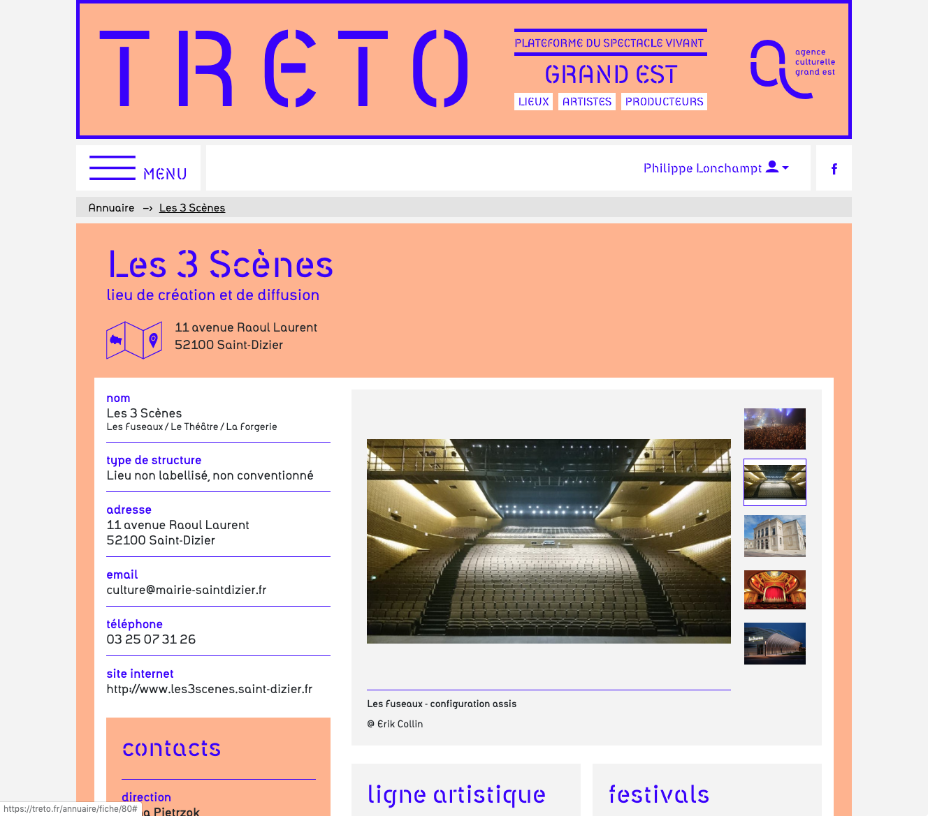 TRETO
PLATEFORME DU SPECTACLE VIVANT
GRAND EST
LIEUX ARTISTES PRODUCTEURS
agence
culturelle
grand est
MENU
Philippe Lonchampt
f
Annuaire --> Les 3 Scènes
Les 3 Scènes
lieu de création et de diffusion
11 avenue Raoul Laurent
52100 Saint-Dizier
nom
Les 3 Scènes
Les Fuseaux / Le Théâtre / La Forgerie
type de structure
Lieu non labellisé, non conventionné
adresse
11 avenue Raoul Laurent
52100 Saint-Dizier
email
culture@mairie-saintdizier.fr
téléphone
03 25 07 31 26
site internet
http://www.les3scenes.saint-dizier.fr
Les Fuseaux - configuration assis
@ Erik Collin
contacts
direction
Pietrzok
ligne artistique
festivals
https://treto.fr/annuaire/fiche/80#